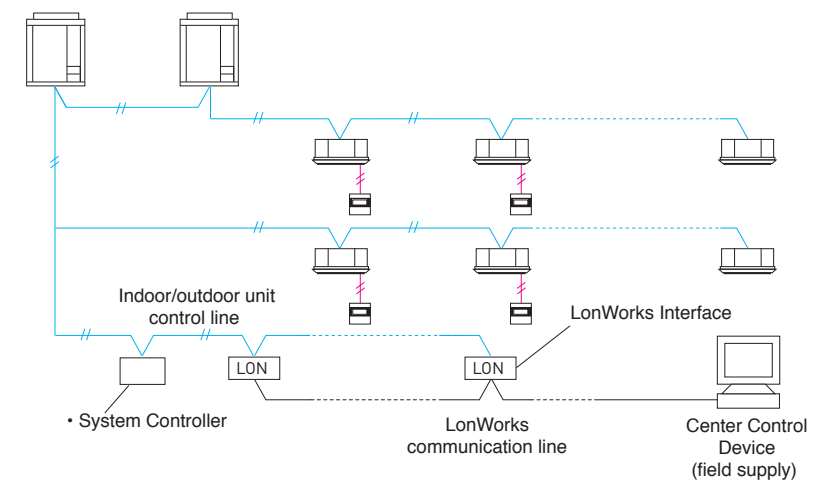 Indoor/outdoor unit
control line
LonWorks Interface
LON
LON
• System Controller
LonWorks
communication line
Center Control
Device
(field supply)